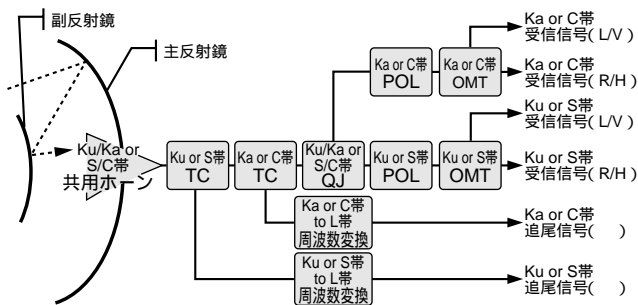 副反射鏡
主反射鏡
Ku/Ka or
S/C帯
共用ホーン
Ku or S帯
TC
Ka or C帯
TC
Ku/Ka or
S/C帯
QJ
Ka or C帯
POL
Ka or C帯
OMT
Ku or S帯
POL
Ku or S帯
OMT
Ka or C帯
to L帯
周波数変換
Ku or S帯
to L帯
周波数変換
Ka or C帯
受信信号( L/V )
Ka or C帯
受信信号( R/H )
Ku or S帯
受信信号( L/V )
Ku or S帯
受信信号( R/H )
Ka or C帯
追尾信号(　　)
Ku or S帯
追尾信号(　　)